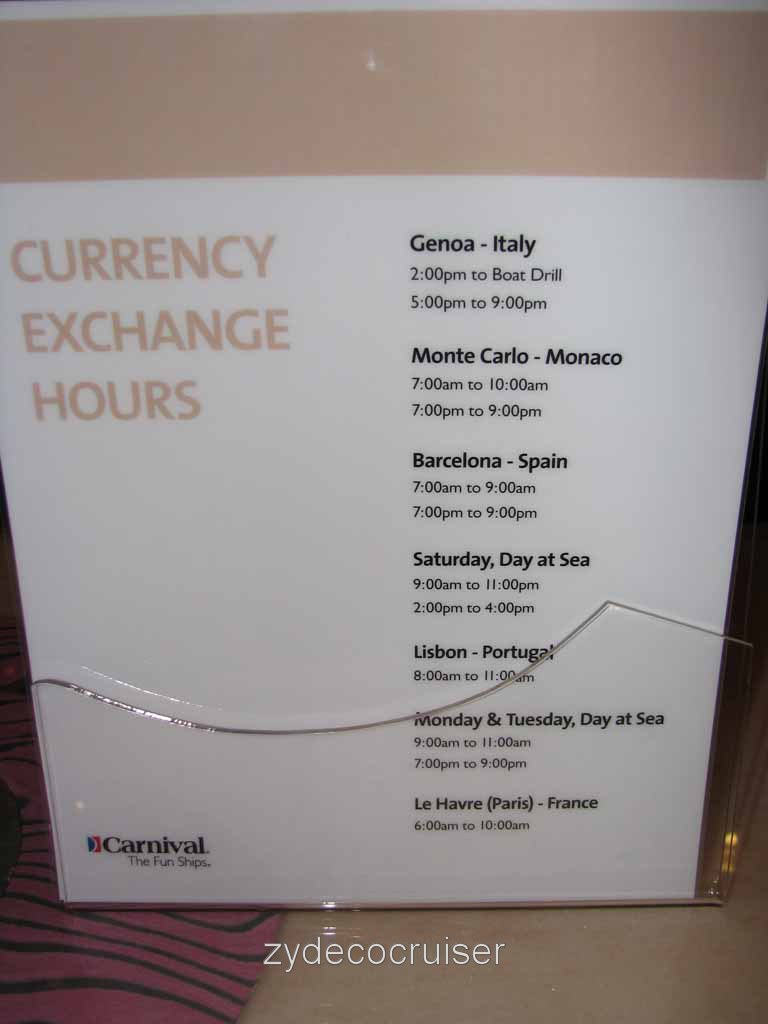 CURRENCY
EXCHANGE
HOURS
Genoa - Italy
2:00pm to Boat Drill
5:00pm to 9:00pm
Monte Carlo - Monaco
7:00am to 10:00am
7:00pm to 9:00pm
Barcelona - Spain
7:00am to 9:00am
7:00pm to 9:00pm
Saturday, Day at Sea
9:00am to 11:00pm
2:00pm to 4:00pm
Lisbon - Portugal
8:00am to 11:00am
Monday & Tuesday, Day at Sea
9:00am to 11:00am
7:00pm to 9:00pm
Le Havre (Paris) - France
6:00am to 10:00am
Carnival.
The Fun Ships.
zydecocruiser